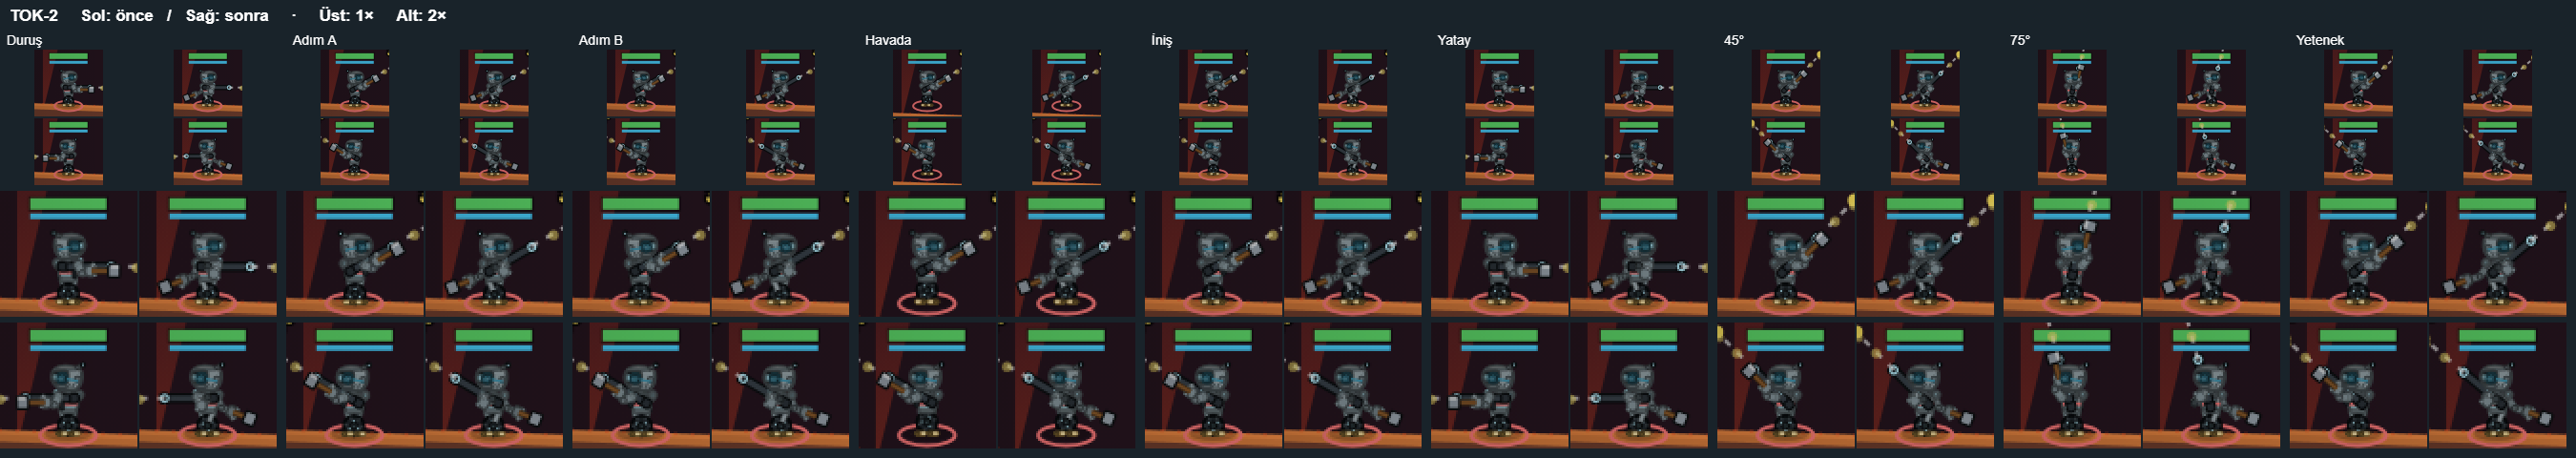 TOK-2 Sol: önce / Sağ: sonra · Üst: 1× Alt: 2×
Duruş Adım A Adım B Havada İniş Yatay 45° 75° Yetenek